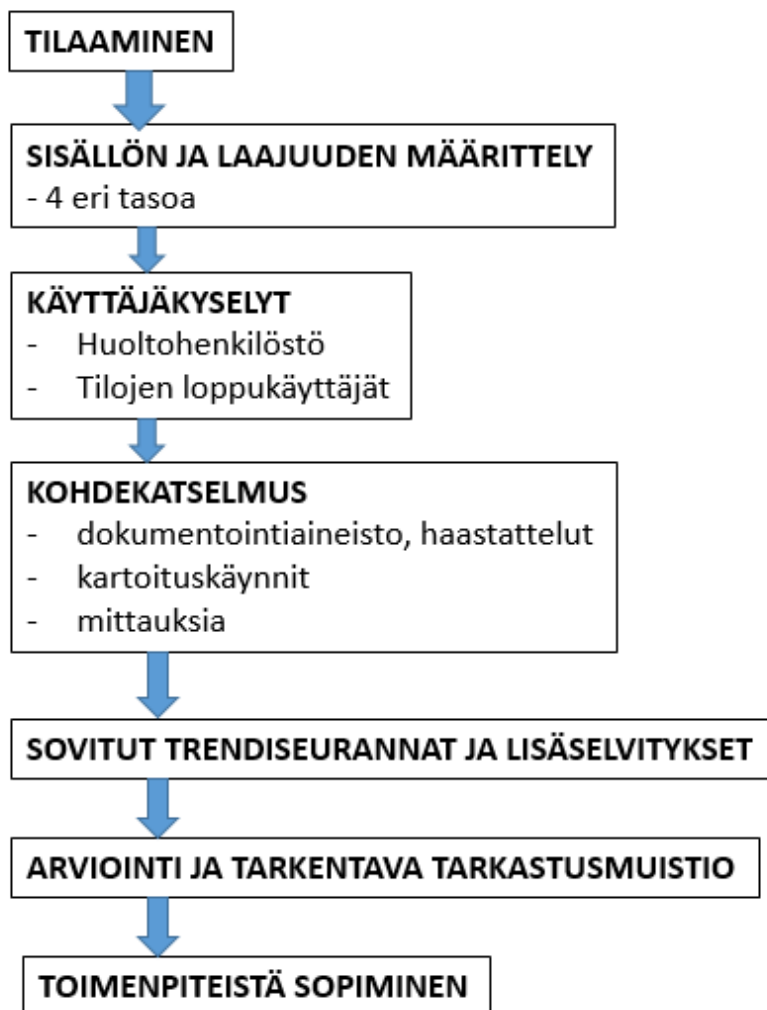 TILAAMINEN
SISÄLLÖN JA LAAJUUDEN MÄÄRITTELY
- 4 eri tasoa
KÄYTTÄJÄKYSELYT
- Huoltohenkilöstö
- Tilojen loppukäyttäjät
KOHDEKATSELMUS
- dokumentointiaineisto, haastattelut
- kartoituskäynnit
- mittauksia
SOVITUT TRENDISEURANNAT JA LISÄSELVITYKSET
ARVIOINTI JA TARKENTAVA TARKASTUSMUISTIO
TOIMENPITEISTÄ SOPIMINEN